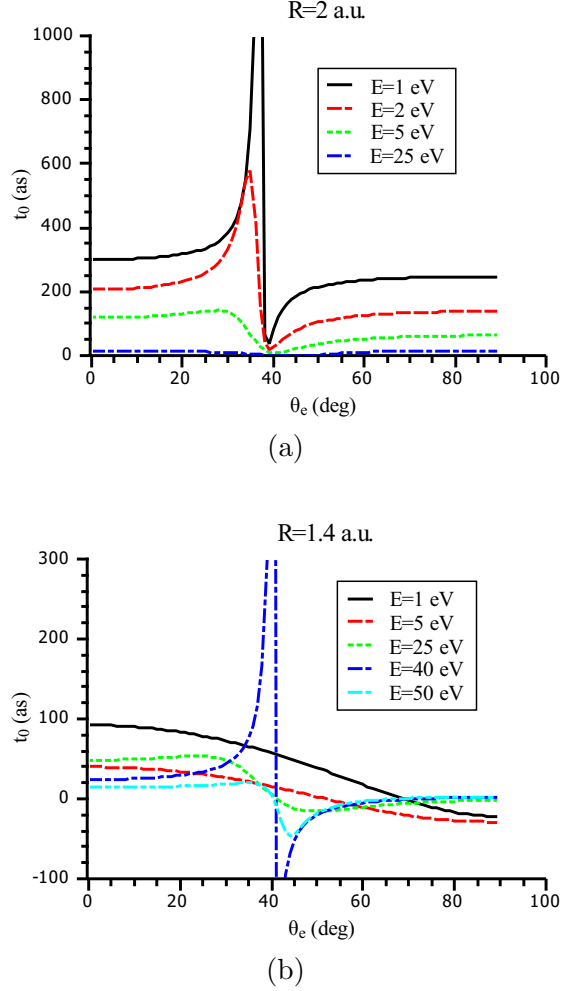 R=2 a.u.
1000
800
600
400
200
0
t₀ (as)
E=1 eV
E=2 eV
E=5 eV
E=25 eV
0 20 40 60 80 100
θₑ (deg)
(a)
R=1.4 a.u.
300
200
100
0
-100
t₀ (as)
E=1 eV
E=5 eV
E=25 eV
E=40 eV
E=50 eV
0 20 40 60 80 100
θₑ (deg)
(b)